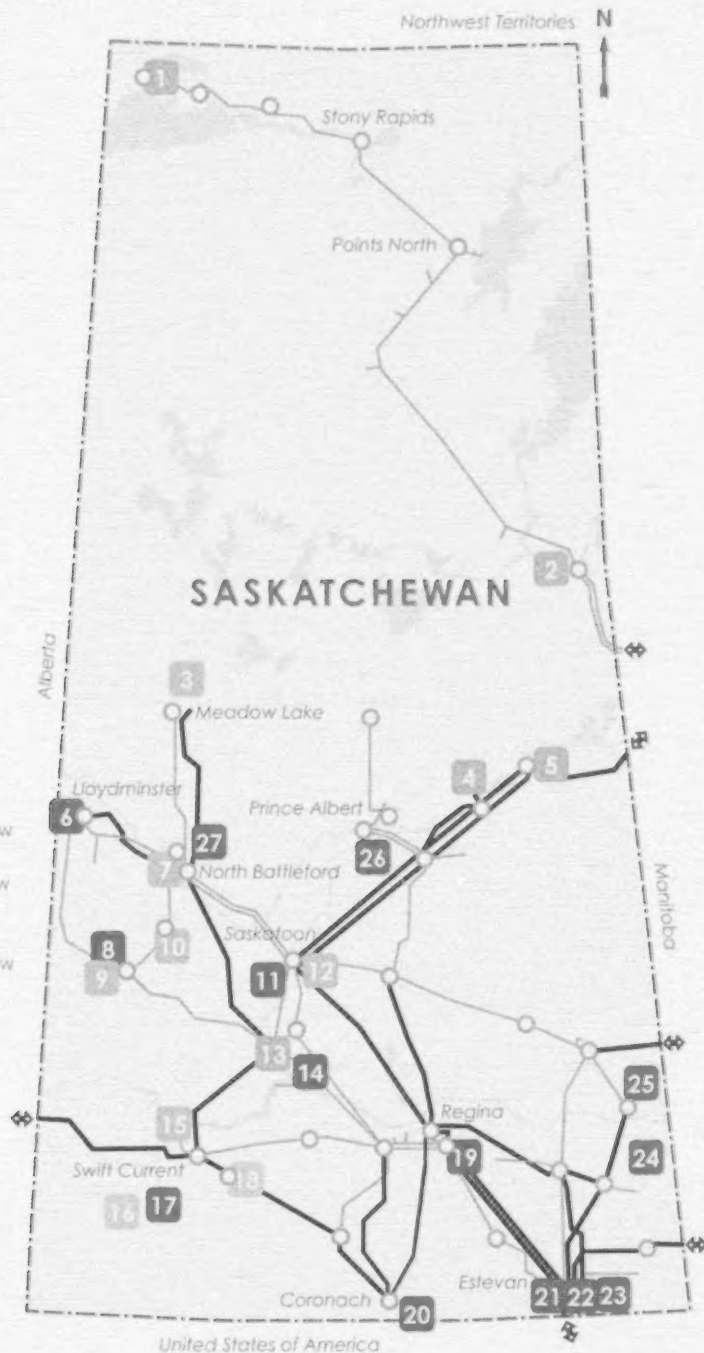 Northwest Territories
N
1
Stony Rapids
Points North
2
SASKATCHEWAN
Alberta
3
Meadow Lake
4
5
Lloydminster
6
Prince Albert
26
27
7
North Battleford
Manitoba
8
9
10
Saskatoon
11
12
13
14
25
15
Regina
Swift Current
19
24
16
17
18
Estevan
21
22
23
Coronach
20
United States of America
w
w
w